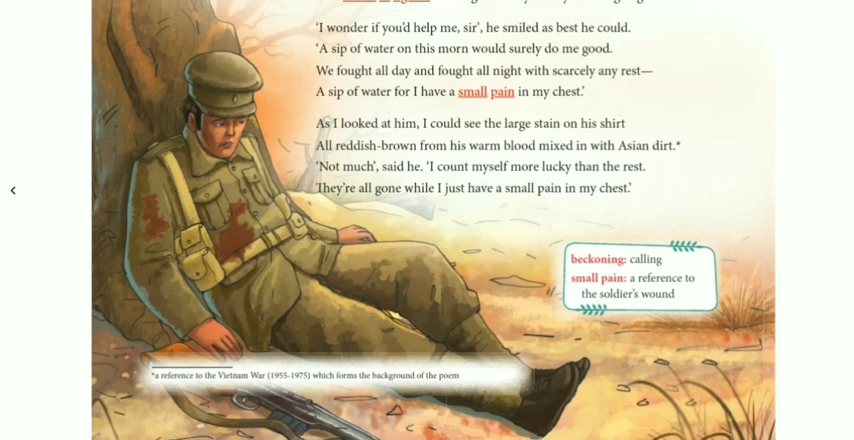 ‘I wonder if you’d help me, sir’, he smiled as best he could.
‘A sip of water on this morn would surely do me good.
We fought all day and fought all night with scarcely any rest—
A sip of water for I have a small pain in my chest.’
As I looked at him, I could see the large stain on his shirt
All reddish-brown from his warm blood mixed in with Asian dirt.*
‘Not much’, said he. ‘I count myself more lucky than the rest.
They’re all gone while I just have a small pain in my chest.’
beckoning: calling
small pain: a reference to
the soldier’s wound
*a reference to the Vietnam War (1955-1975) which forms the background of the poem